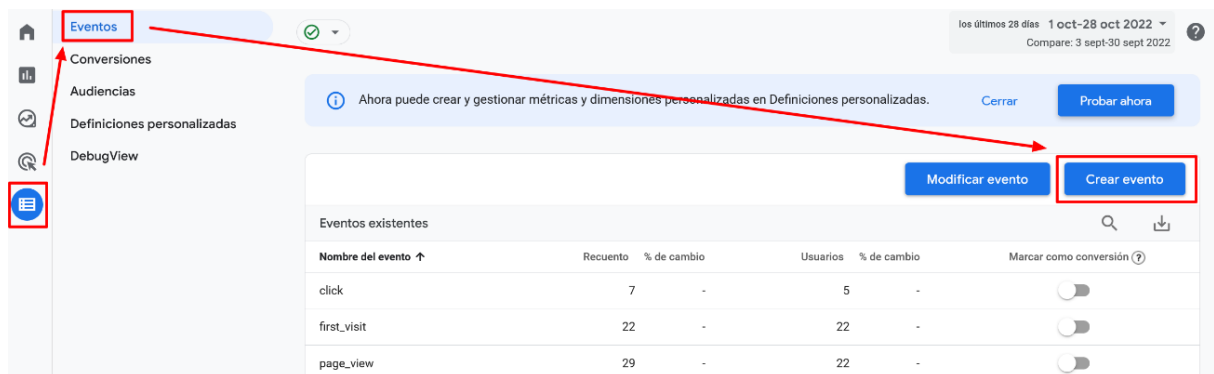 Eventos
Conversiones
Audiencias
Definiciones personalizadas
DebugView
los últimos 28 días 1 oct-28 oct 2022
Compare: 3 sept-30 sept 2022
Ahora puede crear y gestionar métricas y dimensiones personalizadas en Definiciones personalizadas. Cerrar Probar ahora
Modificar evento Crear evento
Eventos existentes
Nombre del evento Recuento % de cambio Usuarios % de cambio Marcar como conversión
click 7 - 5 -
first_visit 22 - 22 -
page_view 29 - 22 -